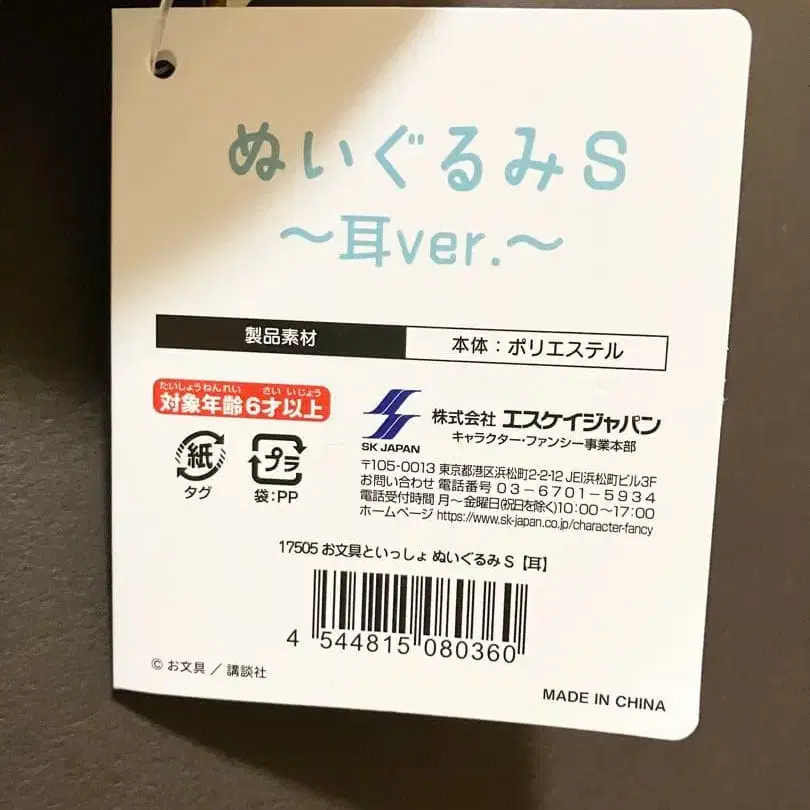 ぬいぐるみS
～耳ver.～
製品素材 本体：ポリエステル
たいしょうねんれい さい いじょう
対象年齢6才以上
紙
タグ
プラ
袋：PP
SK JAPAN
株式会社 エスケイジャパン
キャラクター・ファンシー事業本部
〒105-0013 東京都港区浜松町2-2-12 JEI浜松町ビル3F
お問い合わせ 電話番号 03-6701-5934
電話受付時間 月～金曜日(祝日を除く)10:00～17:00
ホームページ https://www.sk-japan.co.jp/character-fancy
17505 お文具といっしょ ぬいぐるみ S【耳】
4 544815 080360
© お文具 ／ 講談社
MADE IN CHINA